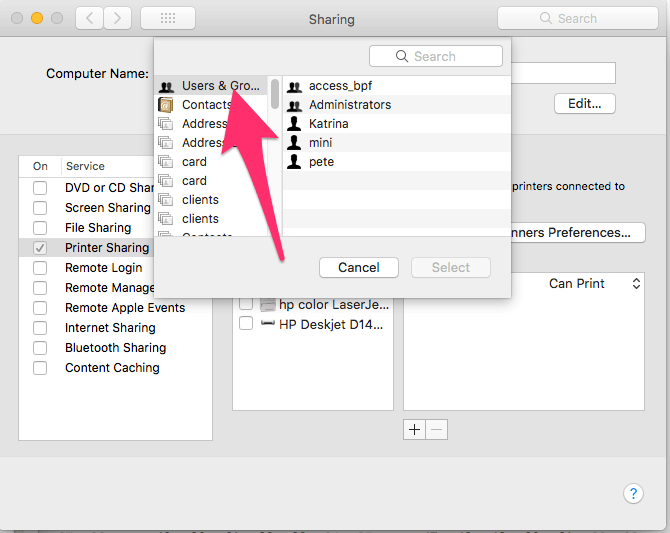 Sharing
Search
Computer Name:
Edit...
Search
Users & Gro...
Contacts
Address
Address
card
card
clients
clients
access_bpf
Administrators
Katrina
mini
pete
Cancel
Select
On Service
DVD or CD Sha
Screen Sharing
File Sharing
Printer Sharing
Remote Login
Remote Manage
Remote Apple Events
Internet Sharing
Bluetooth Sharing
Content Caching
printers connected to
nners Preferences...
hp color LaserJe...
HP Deskjet D14...
Can Print
+
−
?